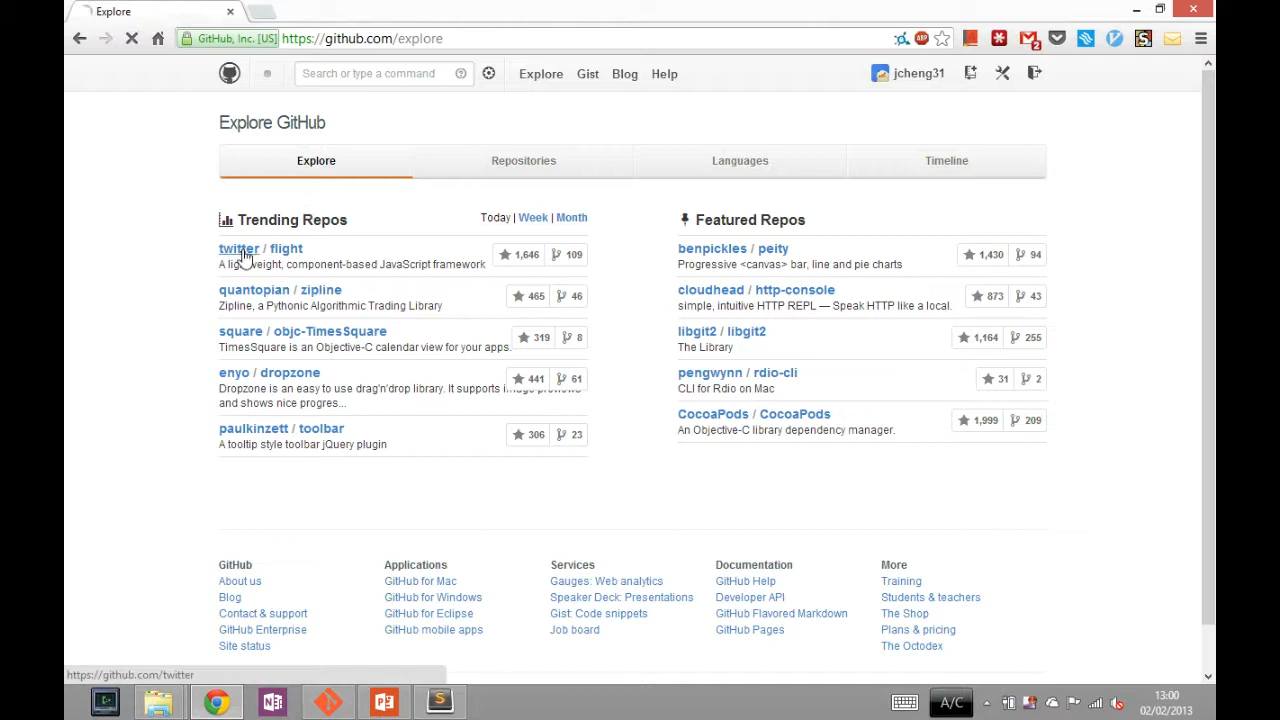 Explore
GitHub, Inc. [US] https://github.com/explore
ABP
2
S
Search or type a command
Explore Gist Blog Help
jcheng31
Explore GitHub
Explore Repositories Languages Timeline
Trending Repos
Today | Week | Month
twitter / flight
1,646 109
A lightweight, component-based JavaScript framework
quantopian / zipline
465 46
Zipline, a Pythonic Algorithmic Trading Library
square / objc-TimesSquare
319 8
TimesSquare is an Objective-C calendar view for your apps.
enyo / dropzone
441 61
Dropzone is an easy to use drag'n'drop library. It supports image previews
and shows nice progres...
paulkinzett / toolbar
306 23
A tooltip style toolbar jQuery plugin
Featured Repos
benpickles / peity
1,430 94
Progressive <canvas> bar, line and pie charts
cloudhead / http-console
873 43
simple, intuitive HTTP REPL — Speak HTTP like a local.
libgit2 / libgit2
1,164 255
The Library
pengwynn / rdio-cli
31 2
CLI for Rdio on Mac
CocoaPods / CocoaPods
1,999 209
An Objective-C library dependency manager.
GitHub
About us
Blog
Contact & support
GitHub Enterprise
Site status
Applications
GitHub for Mac
GitHub for Windows
GitHub for Eclipse
GitHub mobile apps
Services
Gauges: Web analytics
Speaker Deck: Presentations
Gist: Code snippets
Job board
Documentation
GitHub Help
Developer API
GitHub Flavored Markdown
GitHub Pages
More
Training
Students & teachers
The Shop
Plans & pricing
The Octodex
https://github.com/twitter
A/C
13:00
02/02/2013